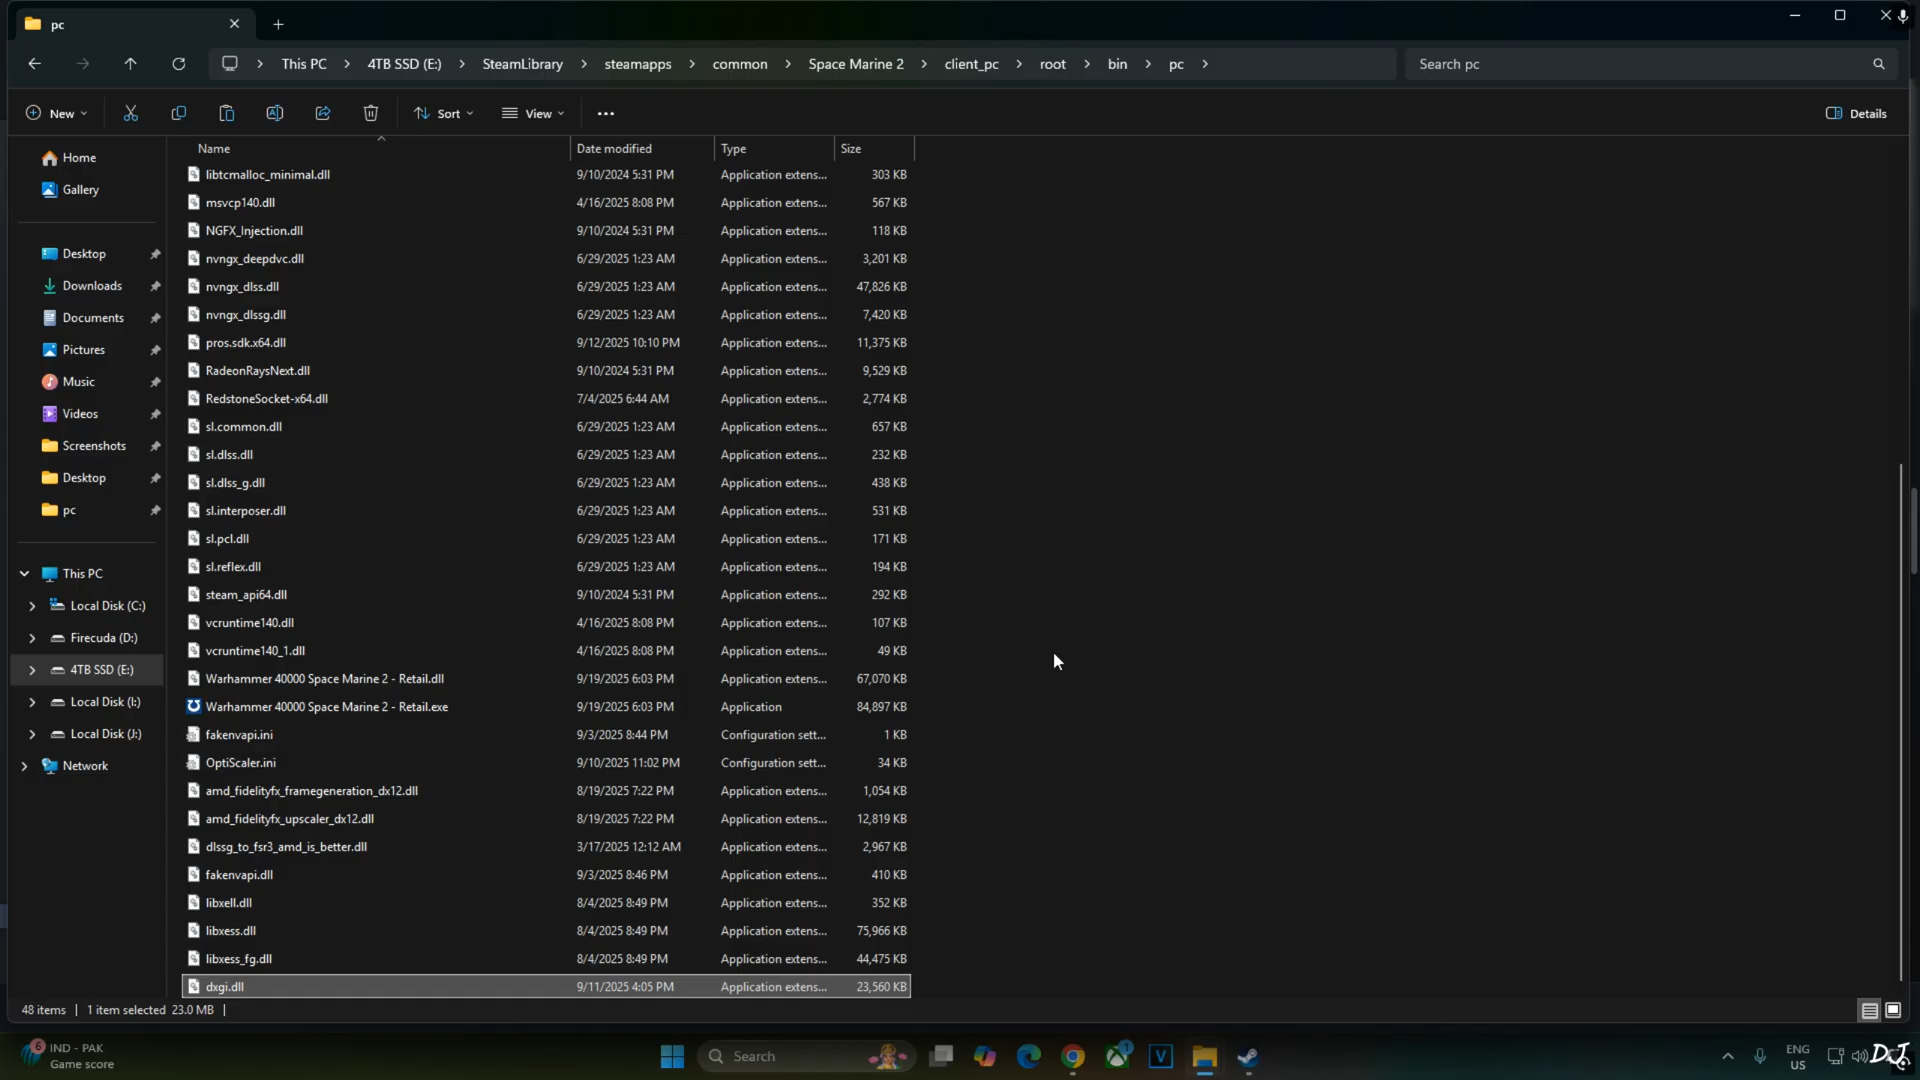 pc
This PC
4TB SSD (E:)
SteamLibrary
steamapps
common
Space Marine 2
client_pc
root
bin
pc
Search pc
New
Sort
View
Details
Name Date modified Type Size
Home
Gallery
Desktop
Downloads
Documents
Pictures
Music
Videos
Screenshots
Desktop
pc
This PC
Local Disk (C:)
Firecuda (D:)
4TB SSD (E:)
Local Disk (I:)
Local Disk (J:)
Network
libtcmalloc_minimal.dll 9/10/2024 5:31 PM Application extens... 303 KB
msvcp140.dll 4/16/2025 8:08 PM Application extens... 567 KB
NGFX_Injection.dll 9/10/2024 5:31 PM Application extens... 118 KB
nvngx_deepdvc.dll 6/29/2025 1:23 AM Application extens... 3,201 KB
nvngx_dlss.dll 6/29/2025 1:23 AM Application extens... 47,826 KB
nvngx_dlssg.dll 6/29/2025 1:23 AM Application extens... 7,420 KB
pros.sdk.x64.dll 9/12/2025 10:10 PM Application extens... 11,375 KB
RadeonRaysNext.dll 9/10/2024 5:31 PM Application extens... 9,529 KB
RedstoneSocket-x64.dll 7/4/2025 6:44 AM Application extens... 2,774 KB
sl.common.dll 6/29/2025 1:23 AM Application extens... 657 KB
sl.dlss.dll 6/29/2025 1:23 AM Application extens... 232 KB
sl.dlss_g.dll 6/29/2025 1:23 AM Application extens... 438 KB
sl.interposer.dll 6/29/2025 1:23 AM Application extens... 531 KB
sl.pcl.dll 6/29/2025 1:23 AM Application extens... 171 KB
sl.reflex.dll 6/29/2025 1:23 AM Application extens... 194 KB
steam_api64.dll 9/10/2024 5:31 PM Application extens... 292 KB
vcruntime140.dll 4/16/2025 8:08 PM Application extens... 107 KB
vcruntime140_1.dll 4/16/2025 8:08 PM Application extens... 49 KB
Warhammer 40000 Space Marine 2 - Retail.dll 9/19/2025 6:03 PM Application extens... 67,070 KB
Warhammer 40000 Space Marine 2 - Retail.exe 9/19/2025 6:03 PM Application 84,897 KB
fakenvapi.ini 9/3/2025 8:44 PM Configuration sett... 1 KB
OptiScaler.ini 9/10/2025 11:02 PM Configuration sett... 34 KB
amd_fidelityfx_framegeneration_dx12.dll 8/19/2025 7:22 PM Application extens... 1,054 KB
amd_fidelityfx_upscaler_dx12.dll 8/19/2025 7:22 PM Application extens... 12,819 KB
dlssg_to_fsr3_amd_is_better.dll 3/17/2025 12:12 AM Application extens... 2,967 KB
fakenvapi.dll 9/3/2025 8:46 PM Application extens... 410 KB
libxell.dll 8/4/2025 8:49 PM Application extens... 352 KB
libxess.dll 8/4/2025 8:49 PM Application extens... 75,966 KB
libxess_fg.dll 8/4/2025 8:49 PM Application extens... 44,475 KB
dxgi.dll 9/11/2025 4:05 PM Application extens... 23,560 KB
48 items | 1 item selected 23.0 MB |
6
IND - PAK
Game score
Search
1
V
ENG
US
DJ